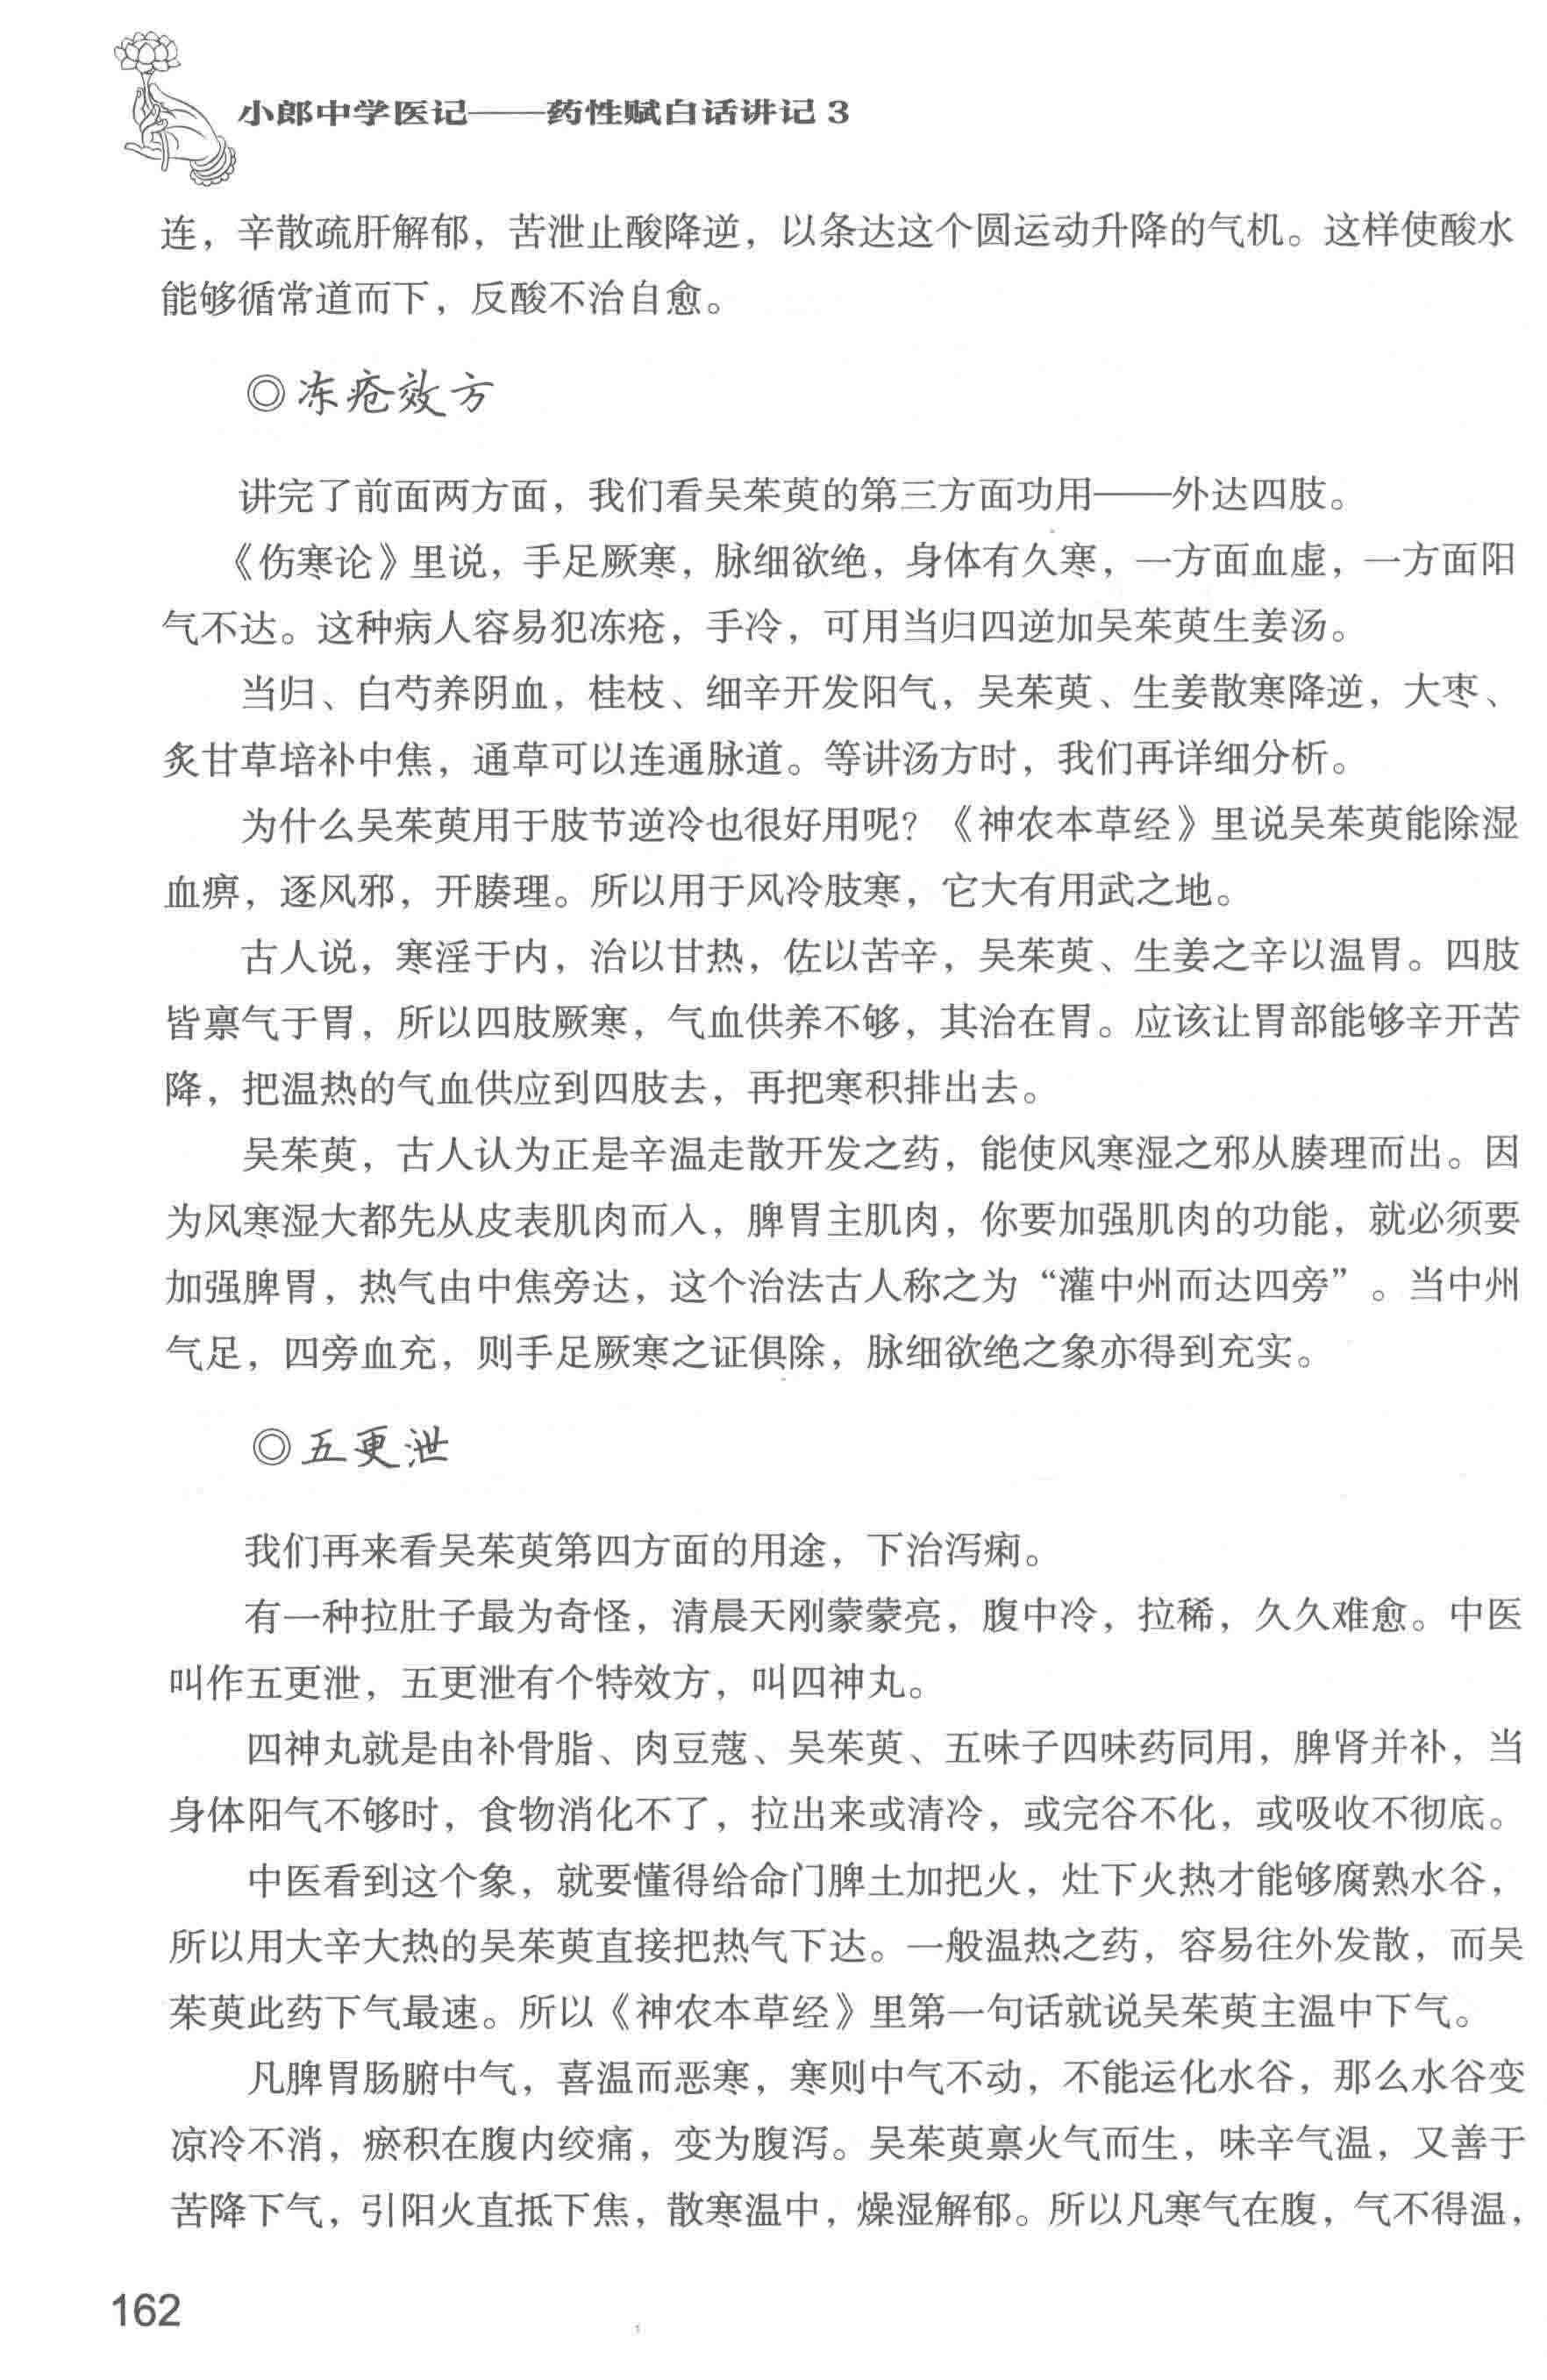 小郎中学医记——药性赋白话讲记 3
连，辛散疏肝解郁，苦泄止酸降逆，以条达这个圆运动升降的气机。这样使酸水
能够循常道而下，反酸不治自愈。
◎冻疮效方
讲完了前面两方面，我们看吴茱萸的第三方面功用——外达四肢。
《伤寒论》里说，手足厥寒，脉细欲绝，身体有久寒，一方面血虚，一方面阳
气不达。这种病人容易犯冻疮，手冷，可用当归四逆加吴茱萸生姜汤。
当归、白芍养阴血，桂枝、细辛开发阳气，吴茱萸、生姜散寒降逆，大枣、
炙甘草培补中焦，通草可以连通脉道。等讲汤方时，我们再详细分析。
为什么吴茱萸用于肢节逆冷也很好用呢？《神农本草经》里说吴茱萸能除湿
血痹，逐风邪，开腠理。所以用于风冷肢寒，它大有用武之地。
古人说，寒淫于内，治以甘热，佐以苦辛，吴茱萸、生姜之辛以温胃。四肢
皆禀气于胃，所以四肢厥寒，气血供养不够，其治在胃。应该让胃部能够辛开苦
降，把温热的气血供应到四肢去，再把寒积排出去。
吴茱萸，古人认为正是辛温走散开发之药，能使风寒湿之邪从腠理而出。因
为风寒湿大都先从皮表肌肉而入，脾胃主肌肉，你要加强肌肉的功能，就必须要
加强脾胃，热气由中焦旁达，这个治法古人称之为“灌中州而达四旁”。当中州
气足，四旁血充，则手足厥寒之证俱除，脉细欲绝之象亦得到充实。
◎五更泄
我们再来看吴茱萸第四方面的用途，下治泻痢。
有一种拉肚子最为奇怪，清晨天刚蒙蒙亮，腹中冷，拉稀，久久难愈。中医
叫作五更泄，五更泄有个特效方，叫四神丸。
四神丸就是由补骨脂、肉豆蔻、吴茱萸、五味子四味药同用，脾肾并补，当
身体阳气不够时，食物消化不了，拉出来或清冷，或完谷不化，或吸收不彻底。
中医看到这个象，就要懂得给命门脾土加把火，灶下火热才能够腐熟水谷，
所以用大辛大热的吴茱萸直接把热气下达。一般温热之药，容易往外发散，而吴
茱萸此药下气最速。所以《神农本草经》里第一句话就说吴茱萸主温中下气。
凡脾胃肠腑中气，喜温而恶寒，寒则中气不动，不能运化水谷，那么水谷变
凉冷不消，瘀积在腹内绞痛，变为腹泻。吴茱萸禀火气而生，味辛气温，又善于
苦降下气，引阳火直抵下焦，散寒温中，燥湿解郁。所以凡寒气在腹，气不得温，
162